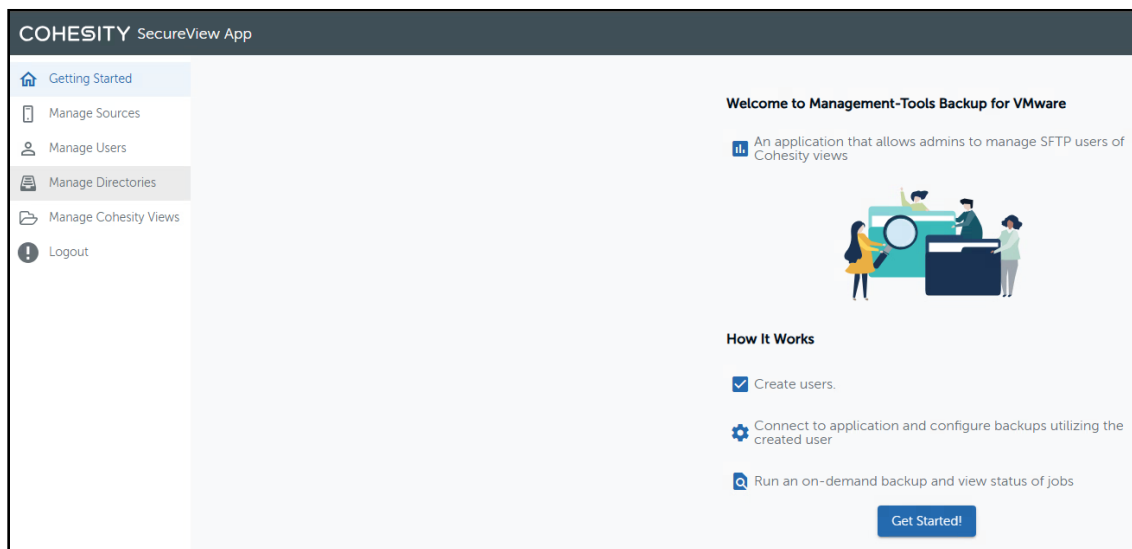 COHESITY SecureView App
Getting Started
Manage Sources
Manage Users
Manage Directories
Manage Cohesity Views
Logout
Welcome to Management-Tools Backup for VMware
An application that allows admins to manage SFTP users of
Cohesity views
How It Works
Create users.
Connect to application and configure backups utilizing the
created user
Run an on-demand backup and view status of jobs
Get Started!